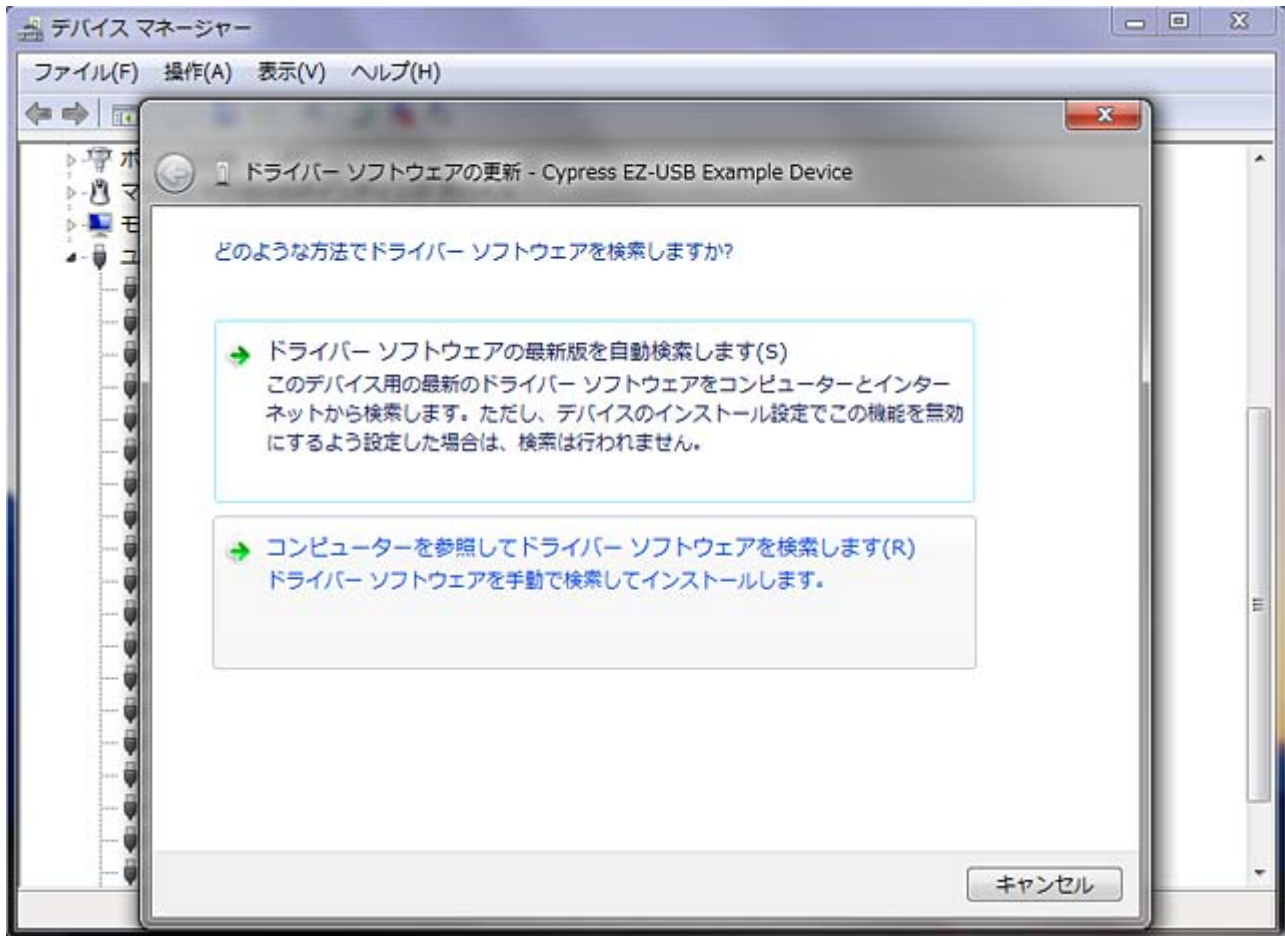 デバイス マネージャー
ファイル(F) 操作(A) 表示(V) ヘルプ(H)
ドライバー ソフトウェアの更新 - Cypress EZ-USB Example Device
どのような方法でドライバー ソフトウェアを検索しますか?
ドライバー ソフトウェアの最新版を自動検索します(S)
このデバイス用の最新のドライバー ソフトウェアをコンピューターとインター
ネットから検索します。ただし、デバイスのインストール設定でこの機能を無効
にするよう設定した場合は、検索は行われません。
コンピューターを参照してドライバー ソフトウェアを検索します(R)
ドライバー ソフトウェアを手動で検索してインストールします。
キャンセル
ポ
マ
モ
ユ